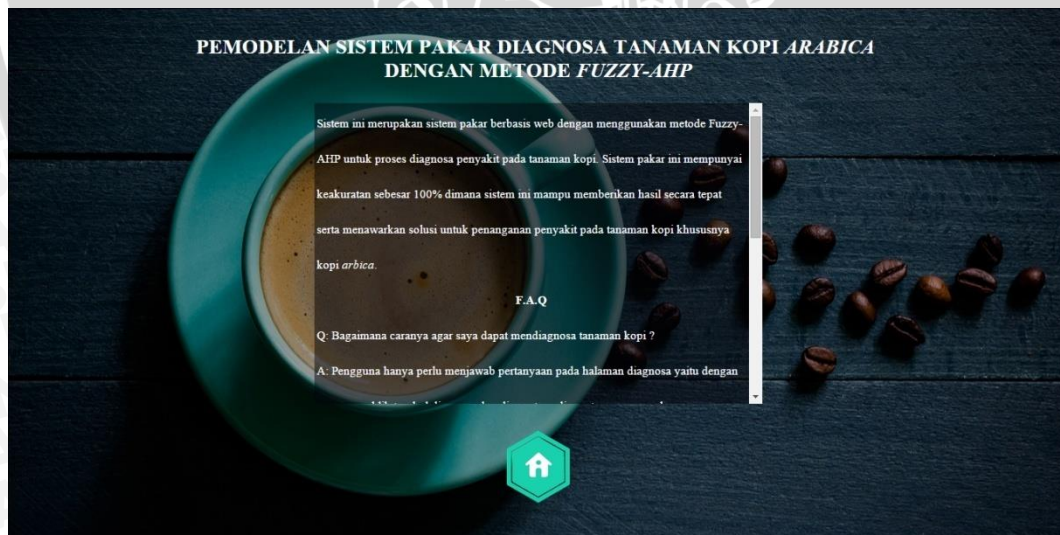 PEMODELAN SISTEM PAKAR DIAGNOSA TANAMAN KOPI ARABICA
DENGAN METODE FUZZY-AHP
Sistem ini merupakan sistem pakar berbasis web dengan menggunakan metode Fuzzy-
AHP untuk proses diagnosa penyakit pada tanaman kopi. Sistem pakar ini mempunyai
keakuratan sebesar 100% dimana sistem ini mampu memberikan hasil secara tepat
serta menawarkan solusi untuk penanganan penyakit pada tanaman kopi khususnya
kopi arbica.
F.A.Q
Q: Bagaimana caranya agar saya dapat mendiagnosa tanaman kopi ?
A: Pengguna hanya perlu menjawab pertanyaan pada halaman diagnosa yaitu dengan